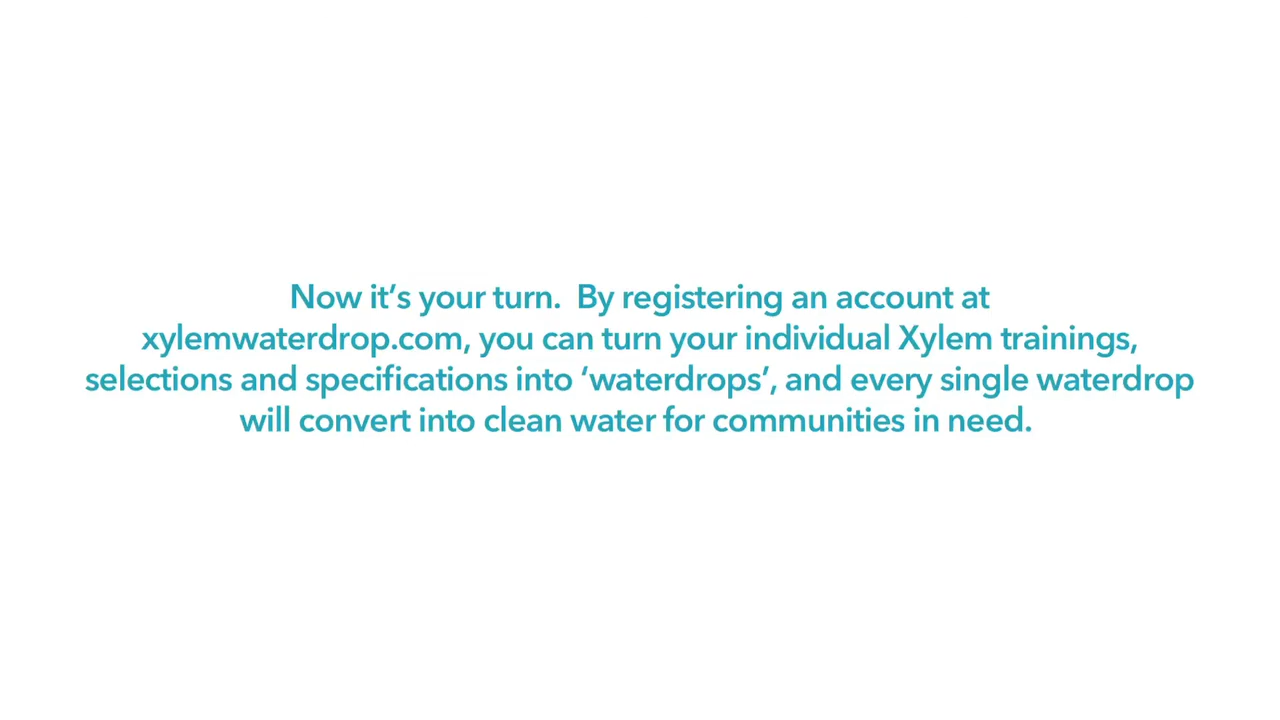 Now it’s your turn.  By registering an account at
xylemwaterdrop.com, you can turn your individual Xylem trainings,
selections and specifications into ‘waterdrops’, and every single waterdrop
will convert into clean water for communities in need.